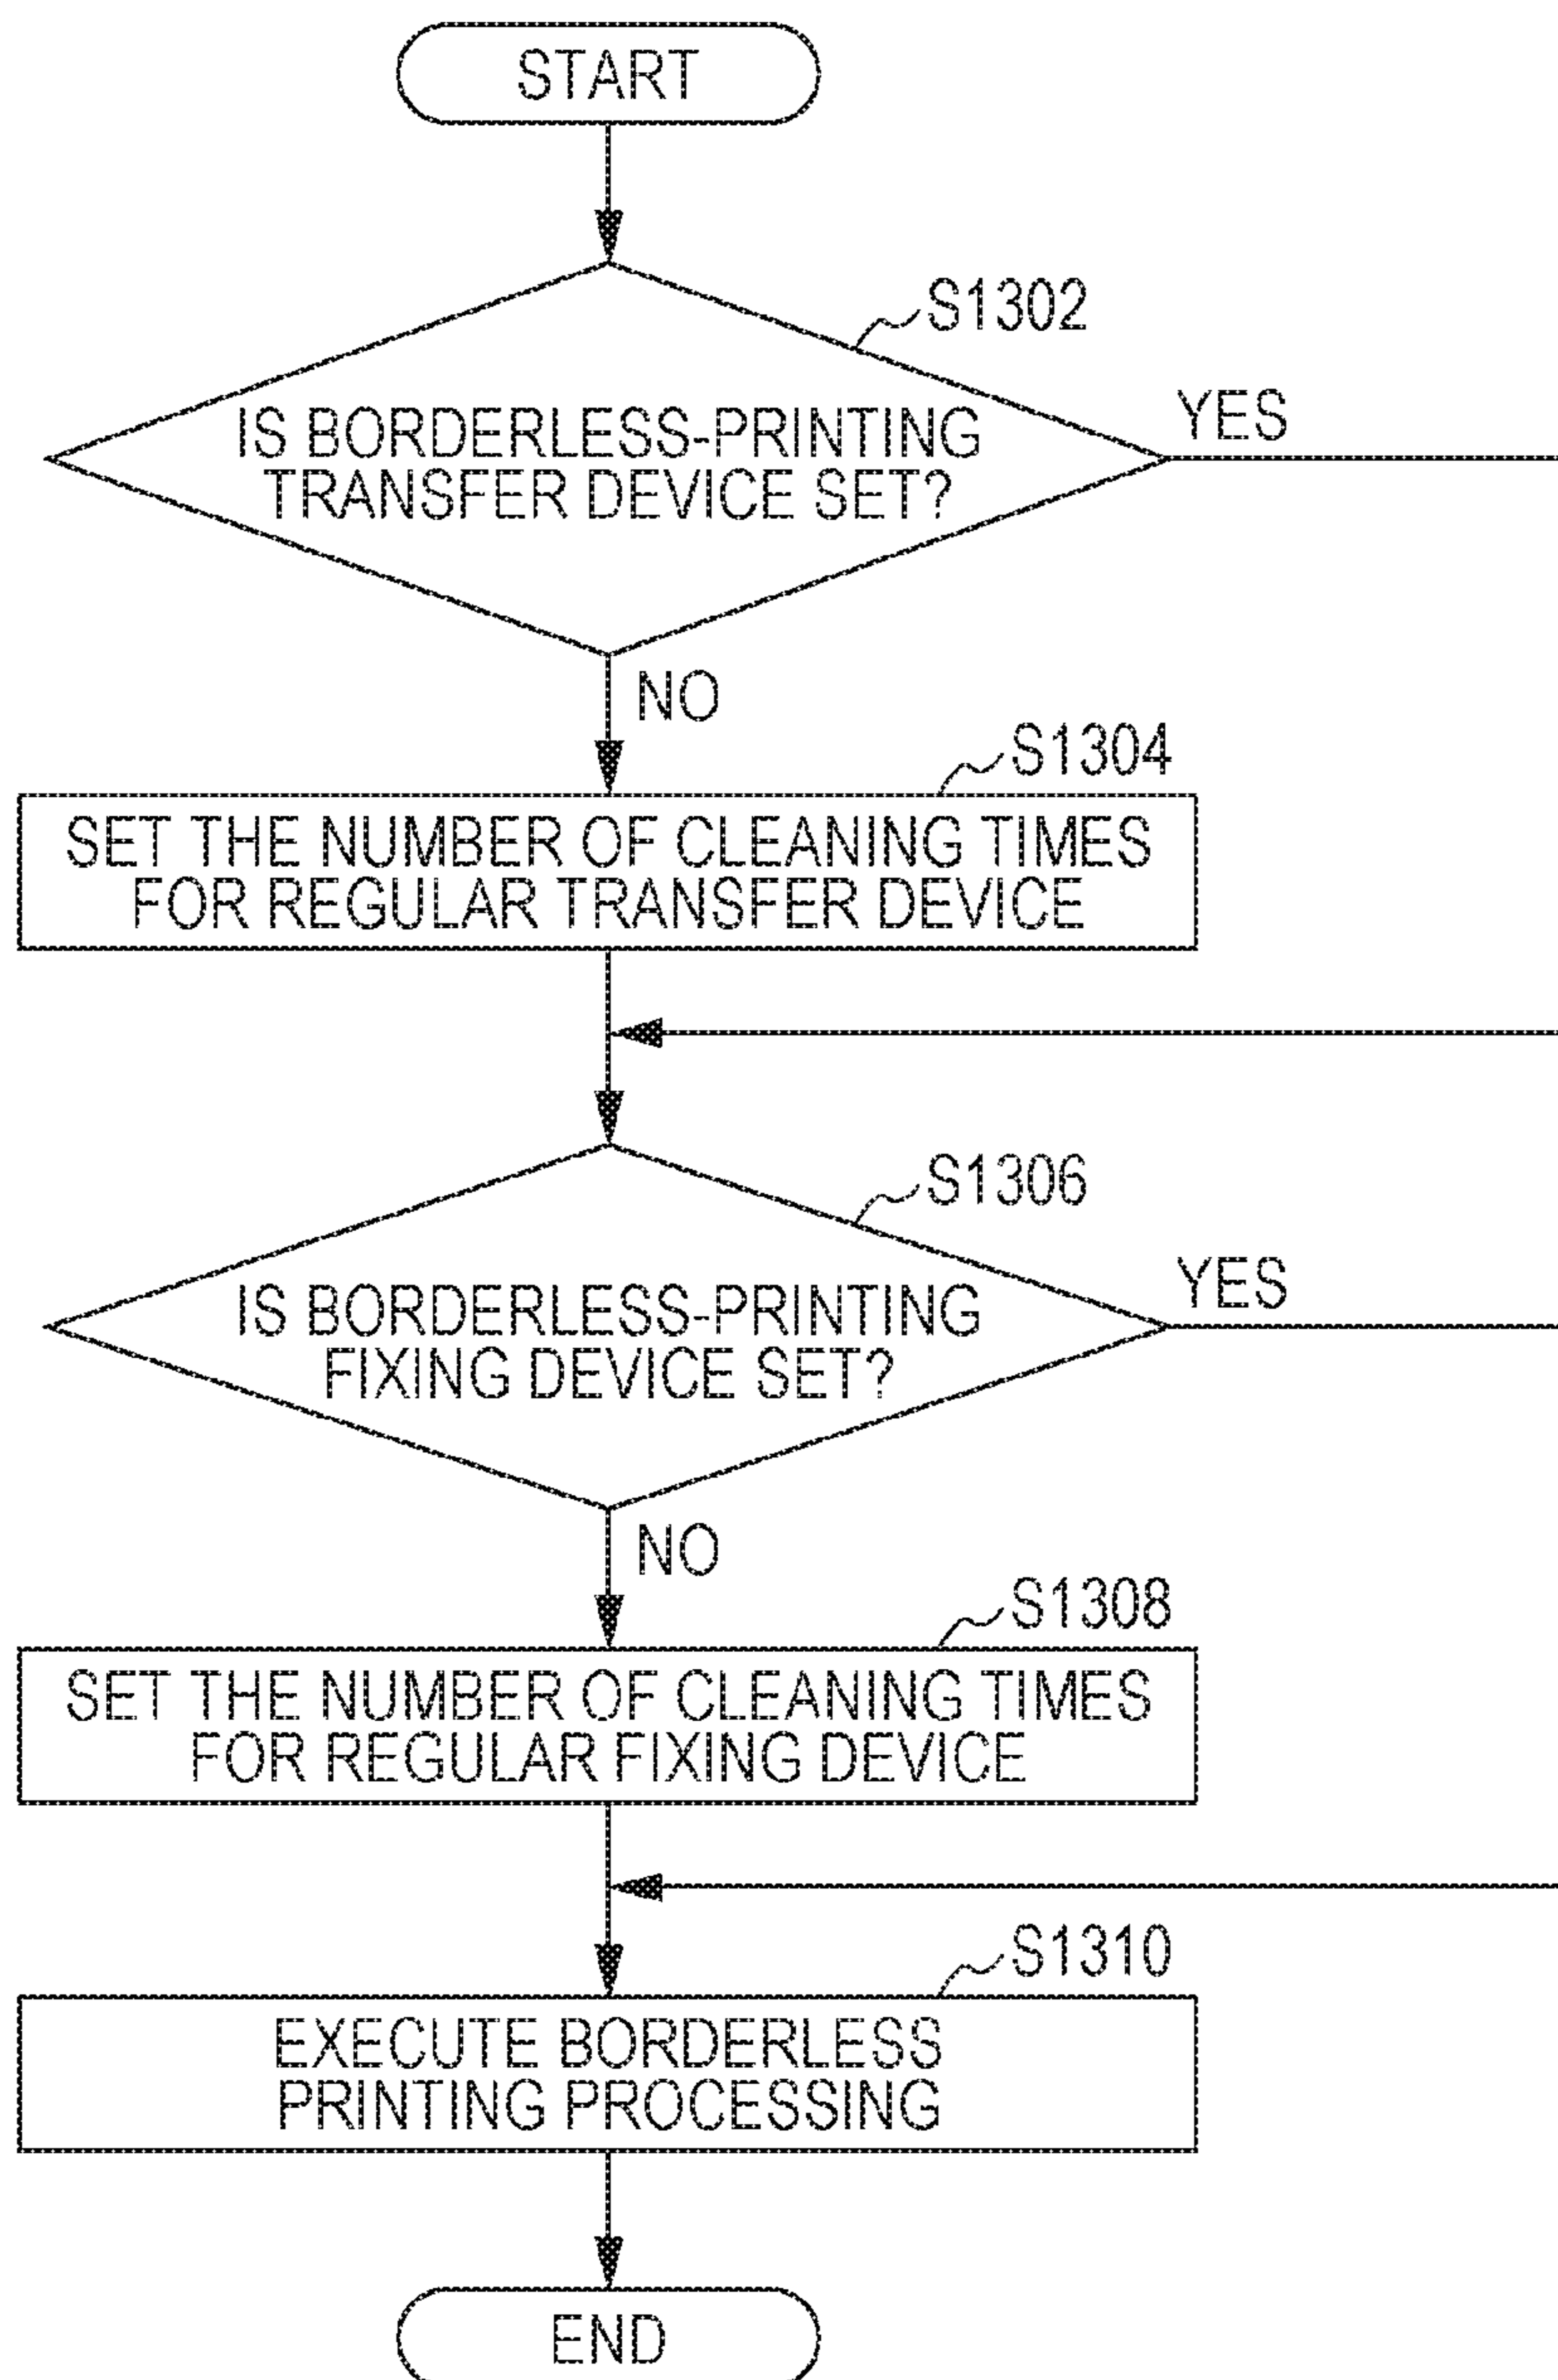 START
S1302
IS BORDERLESS-PRINTING
TRANSFER DEVICE SET?
YES
NO
S1304
SET THE NUMBER OF CLEANING TIMES
FOR REGULAR TRANSFER DEVICE
S1306
IS BORDERLESS-PRINTING
FIXING DEVICE SET?
YES
NO
S1308
SET THE NUMBER OF CLEANING TIMES
FOR REGULAR FIXING DEVICE
S1310
EXECUTE BORDERLESS
PRINTING PROCESSING
END